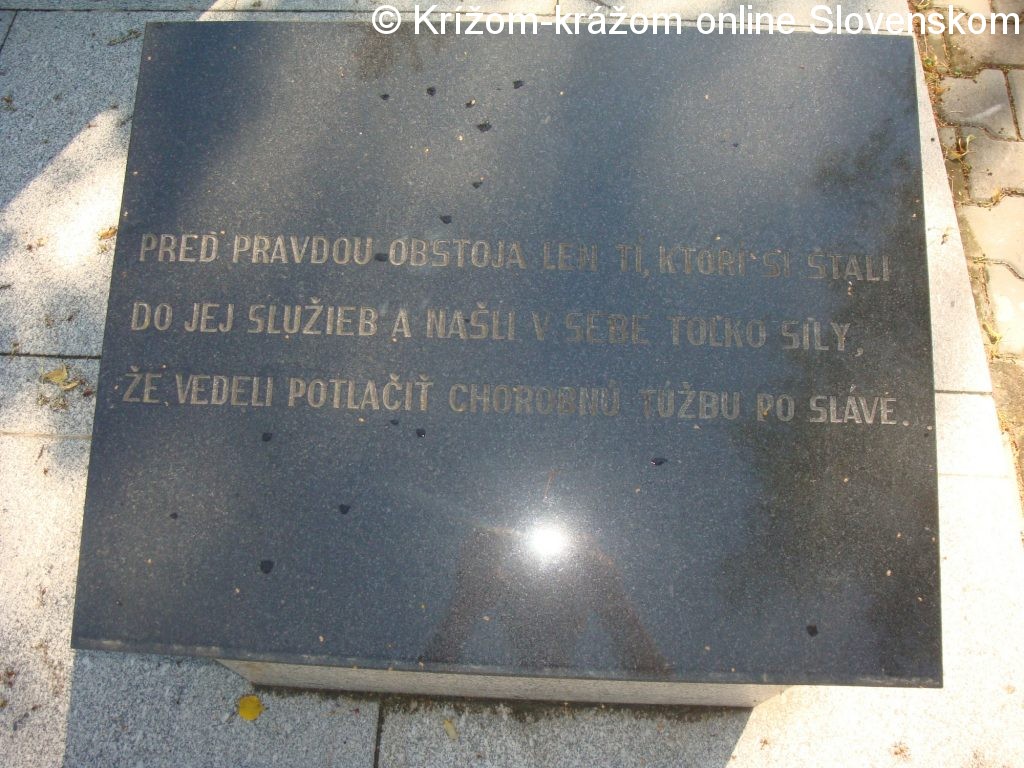 © Krížom-krážom online Slovenskom
PRED PRAVDOU OBSTOJA LEN TÍ, KTORÍ SI STALI
DO JEJ SLUŽIEB A NAŠLI V SEBE TOĽKO SILY,
ŽE VEDELI POTLAČIŤ CHOROBNÚ TÚŽBU PO SLÁVE.